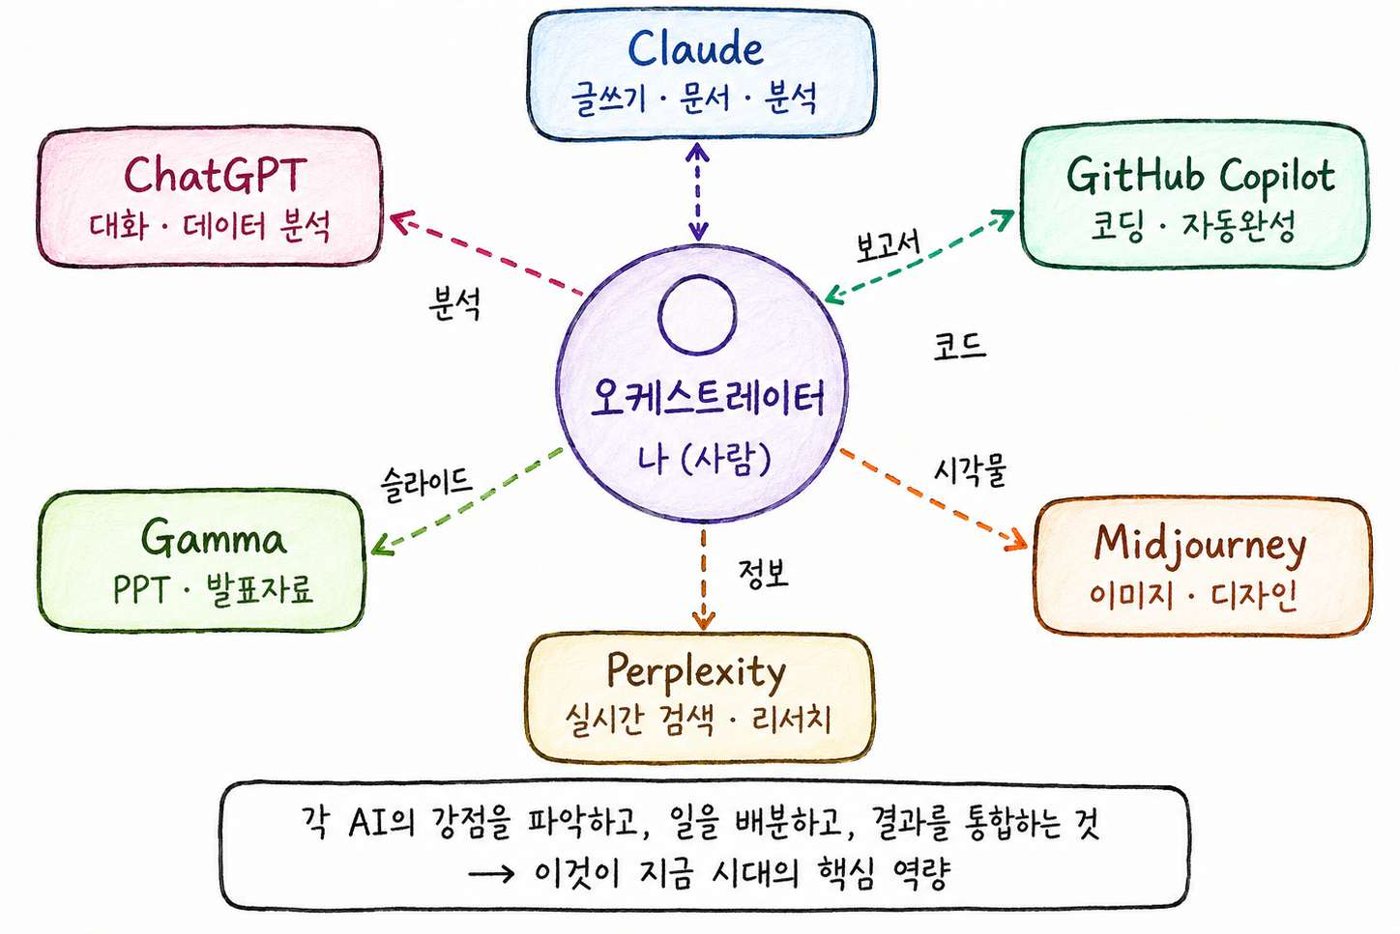 Claude
글쓰기 · 문서 · 분석
ChatGPT
대화 · 데이터 분석
GitHub Copilot
코딩 · 자동완성
보고서
분석
코드
오케스트레이터
나 (사람)
슬라이드
시각물
Gamma
PPT · 발표자료
정보
Midjourney
이미지 · 디자인
Perplexity
실시간 검색 · 리서치
각 AI의 강점을 파악하고, 일을 배분하고, 결과를 통합하는 것
→ 이것이 지금 시대의 핵심 역량